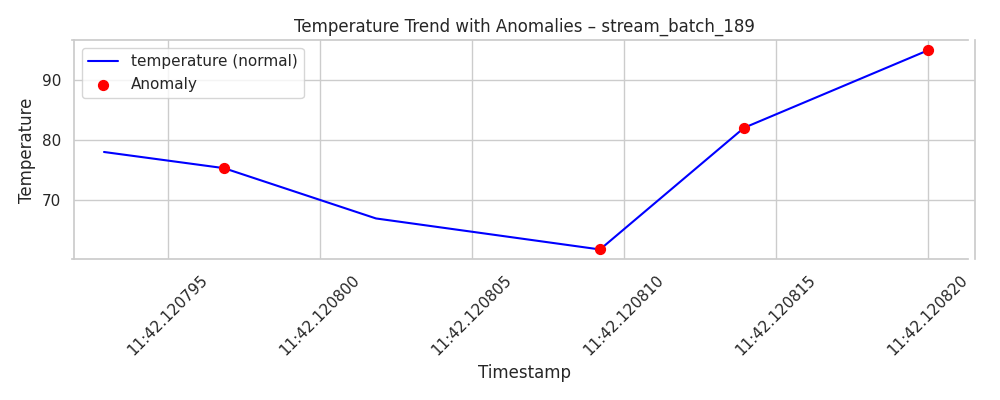 Temperature Trend with Anomalies – stream_batch_189
temperature (normal)
Anomaly
Temperature
90
80
70
11:42.120795
11:42.120800
11:42.120805
11:42.120810
11:42.120815
11:42.120820
Timestamp